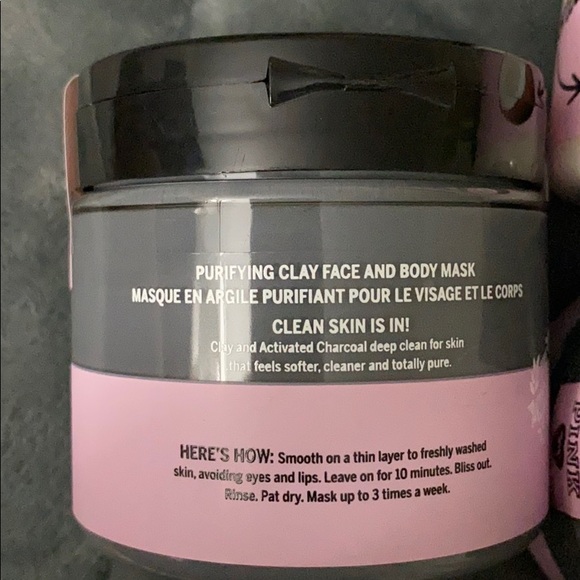 PURIFYING CLAY FACE AND BODY MASK
MASQUE EN ARGILE PURIFIANT POUR LE VISAGE ET LE CORPS
CLEAN SKIN IS IN!
Clay and Activated Charcoal deep clean for skin
that feels softer, cleaner and totally pure.
HERE'S HOW: Smooth on a thin layer to freshly washed
skin, avoiding eyes and lips. Leave on for 10 minutes. Bliss out.
Rinse. Pat dry. Mask up to 3 times a week.
PINK